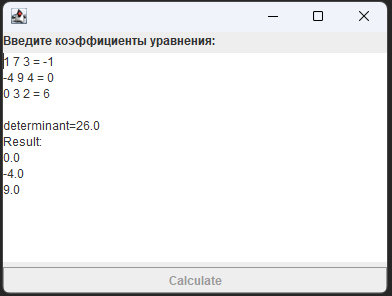 Введите коэффициенты уравнения:
1 7 3 = -1
-4 9 4 = 0
0 3 2 = 6

determinant=26.0
Result:
0.0
-4.0
9.0
Calculate